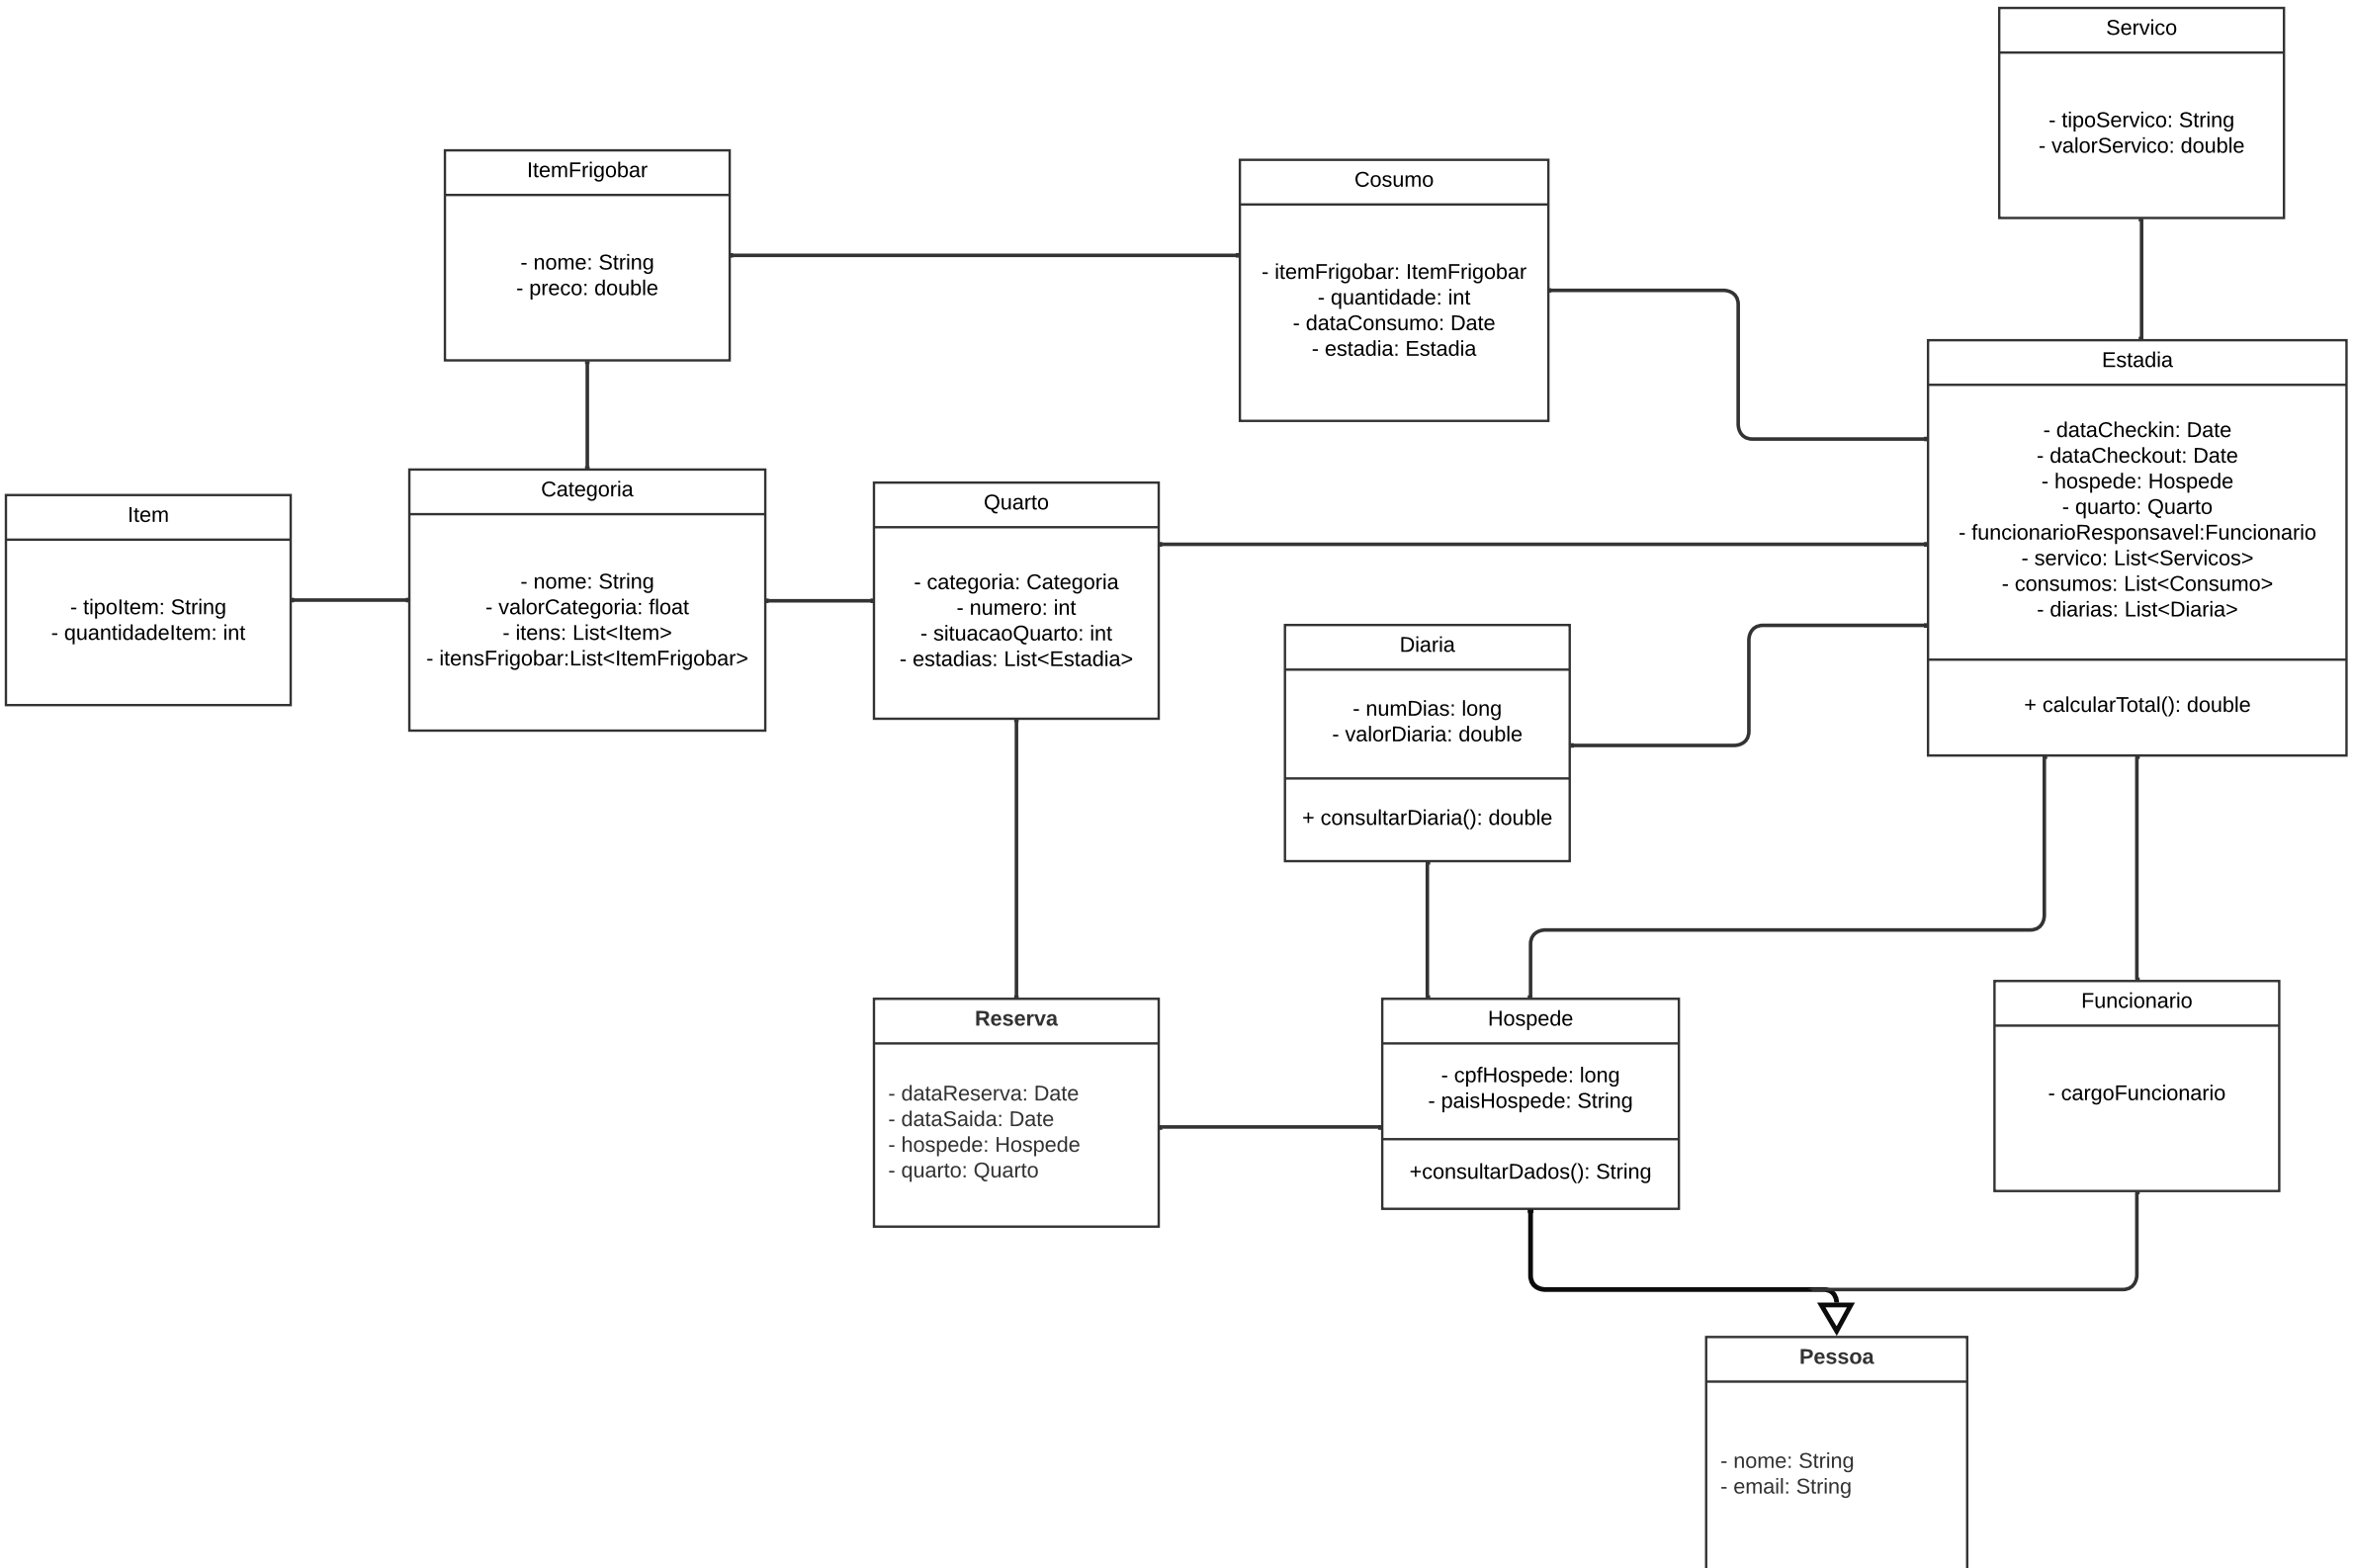 Servico
- tipoServico: String
- valorServico: double
ItemFrigobar
- nome: String
- preco: double
Cosumo
- itemFrigobar: ItemFrigobar
- quantidade: int
- dataConsumo: Date
- estadia: Estadia
Estadia
- dataCheckin: Date
- dataCheckout: Date
- hospede: Hospede
- quarto: Quarto
- funcionarioResponsavel:Funcionario
- servico: List<Servicos>
- consumos: List<Consumo>
- diarias: List<Diaria>
+ calcularTotal(): double
Item
- tipoItem: String
- quantidadeItem: int
Categoria
- nome: String
- valorCategoria: float
- itens: List<Item>
- itensFrigobar:List<ItemFrigobar>
Quarto
- categoria: Categoria
- numero: int
- situacaoQuarto: int
- estadias: List<Estadia>
Diaria
- numDias: long
- valorDiaria: double
+ consultarDiaria(): double
Reserva
- dataReserva: Date
- dataSaida: Date
- hospede: Hospede
- quarto: Quarto
Hospede
- cpfHospede: long
- paisHospede: String
+consultarDados(): String
Funcionario
- cargoFuncionario
Pessoa
- nome: String
- email: String